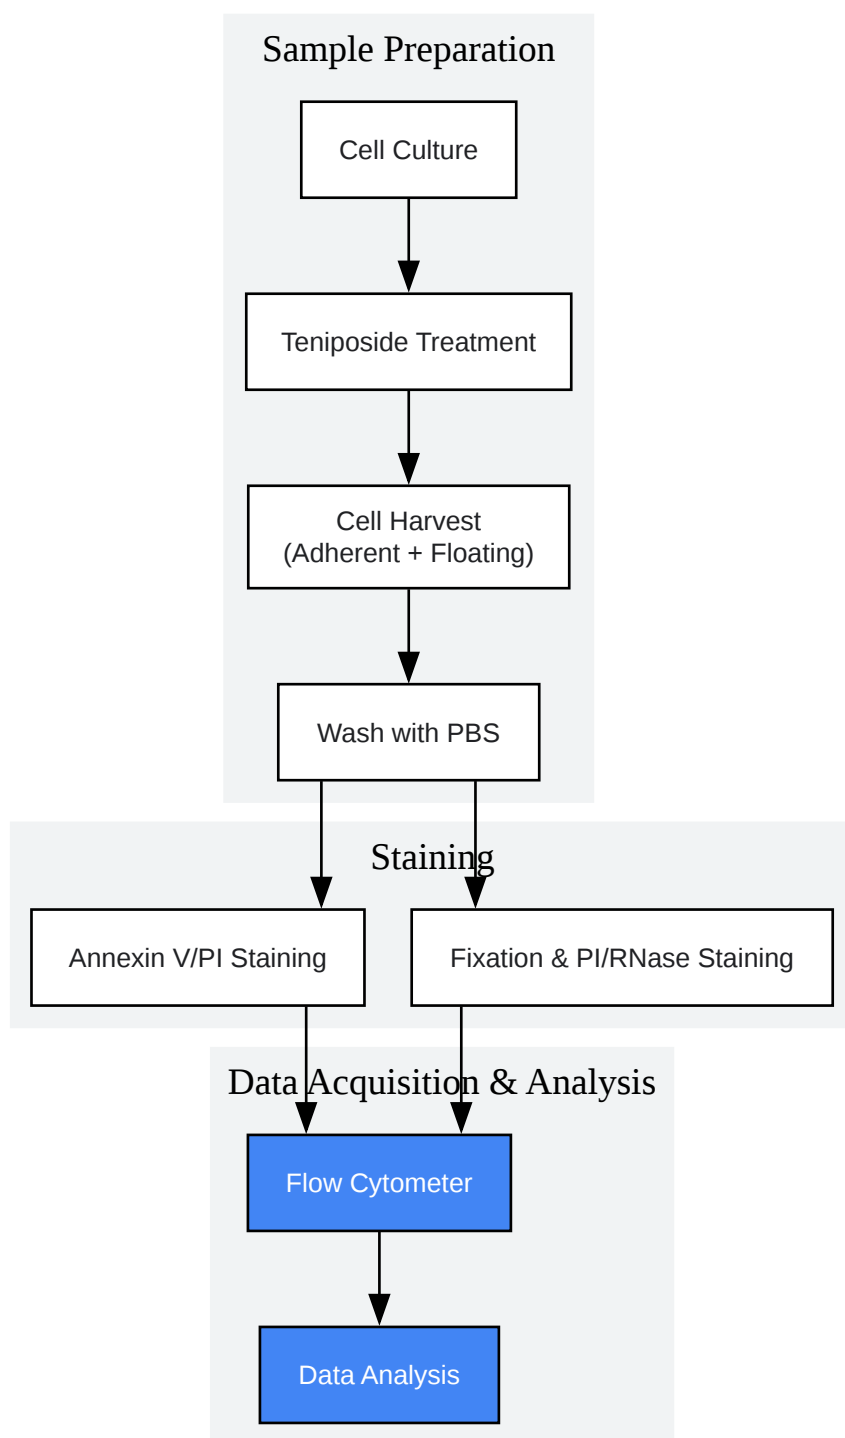 Sample Preparation
Cell Culture
Teniposide Treatment
Cell Harvest
(Adherent + Floating)
Wash with PBS
Staining
Annexin V/PI Staining
Fixation & PI/RNase Staining
Data Acquisition & Analysis
Flow Cytometer
Data Analysis